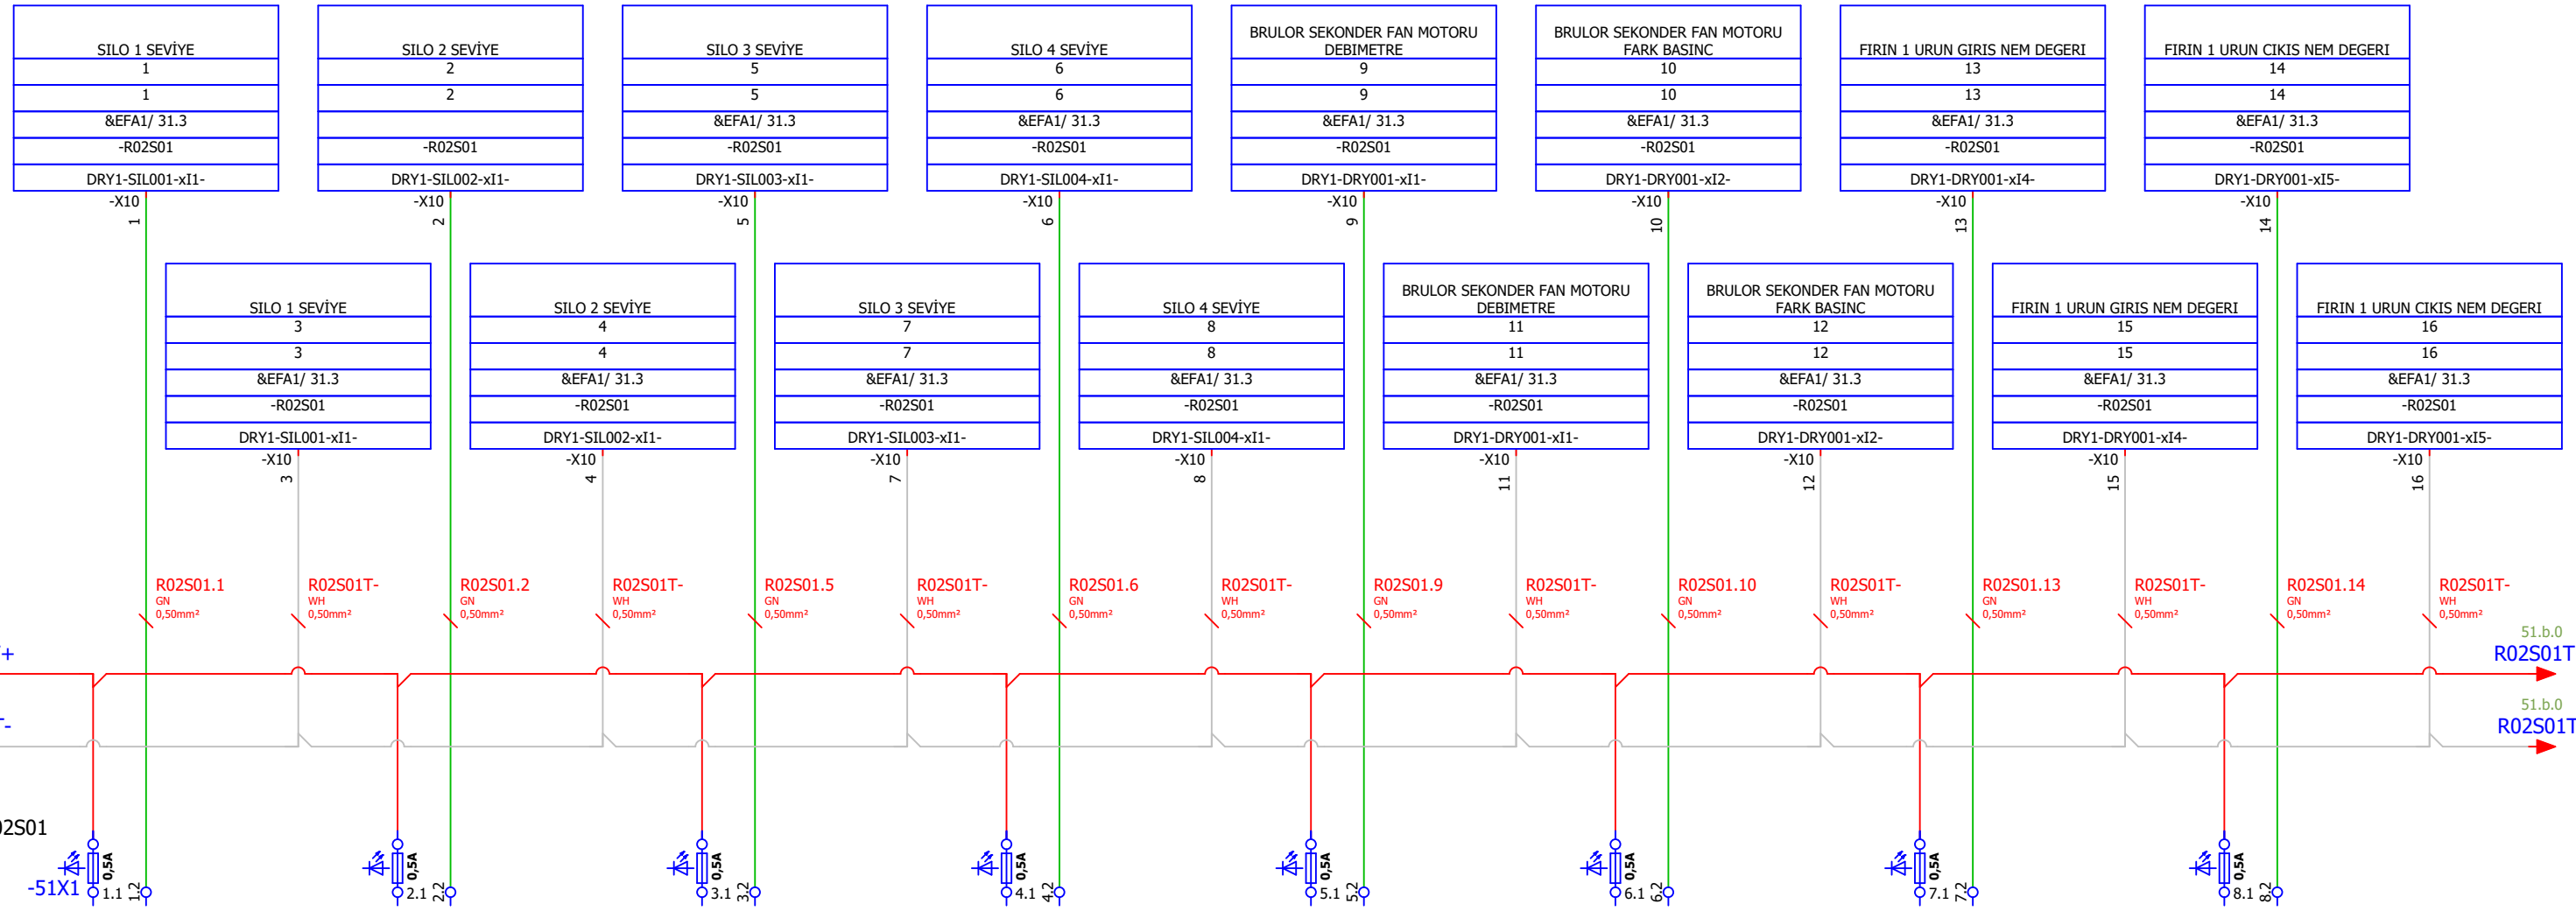 SILO 1 SEVİYE
1
1
&EFA1/ 31.3
-R02S01
DRY1-SIL001-xI1-
-X10
1
SILO 2 SEVİYE
2
2
-R02S01
DRY1-SIL002-xI1-
-X10
2
SILO 3 SEVİYE
5
5
&EFA1/ 31.3
-R02S01
DRY1-SIL003-xI1-
-X10
5
SILO 4 SEVİYE
6
6
&EFA1/ 31.3
-R02S01
DRY1-SIL004-xI1-
-X10
6
BRULOR SEKONDER FAN MOTORU
DEBIMETRE
9
9
&EFA1/ 31.3
-R02S01
DRY1-DRY001-xI1-
-X10
9
BRULOR SEKONDER FAN MOTORU
FARK BASINC
10
10
&EFA1/ 31.3
-R02S01
DRY1-DRY001-xI2-
-X10
10
FIRIN 1 URUN GIRIS NEM DEGERI
13
13
&EFA1/ 31.3
-R02S01
DRY1-DRY001-xI4-
-X10
13
FIRIN 1 URUN CIKIS NEM DEGERI
14
14
&EFA1/ 31.3
-R02S01
DRY1-DRY001-xI5-
-X10
14
SILO 1 SEVİYE
3
3
&EFA1/ 31.3
-R02S01
DRY1-SIL001-xI1-
-X10
3
SILO 2 SEVİYE
4
4
&EFA1/ 31.3
-R02S01
DRY1-SIL002-xI1-
-X10
4
SILO 3 SEVİYE
7
7
&EFA1/ 31.3
-R02S01
DRY1-SIL003-xI1-
-X10
7
SILO 4 SEVİYE
8
8
&EFA1/ 31.3
-R02S01
DRY1-SIL004-xI1-
-X10
8
BRULOR SEKONDER FAN MOTORU
DEBIMETRE
11
11
&EFA1/ 31.3
-R02S01
DRY1-DRY001-xI1-
-X10
11
BRULOR SEKONDER FAN MOTORU
FARK BASINC
12
12
&EFA1/ 31.3
-R02S01
DRY1-DRY001-xI2-
-X10
12
FIRIN 1 URUN GIRIS NEM DEGERI
15
15
&EFA1/ 31.3
-R02S01
DRY1-DRY001-xI4-
-X10
15
FIRIN 1 URUN CIKIS NEM DEGERI
16
16
&EFA1/ 31.3
-R02S01
DRY1-DRY001-xI5-
-X10
16
R02S01.1
GN
0,50mm²
R02S01T-
WH
0,50mm²
R02S01.2
GN
0,50mm²
R02S01T-
WH
0,50mm²
R02S01.5
GN
0,50mm²
R02S01T-
WH
0,50mm²
R02S01.6
GN
0,50mm²
R02S01T-
WH
0,50mm²
R02S01.9
GN
0,50mm²
R02S01T-
WH
0,50mm²
R02S01.10
GN
0,50mm²
R02S01T-
WH
0,50mm²
R02S01.13
GN
0,50mm²
R02S01T-
WH
0,50mm²
R02S01.14
GN
0,50mm²
R02S01T-
WH
0,50mm²
+
51.b.0
R02S01T
T-
51.b.0
R02S01T
02S01
-51X1
0,5A
1.1
1.2
0,5A
2.1
2.2
0,5A
3.1
3.2
0,5A
4.1
4.2
0,5A
5.1
5.2
0,5A
6.1
6.2
0,5A
7.1
7.2
0,5A
8.1
8.2